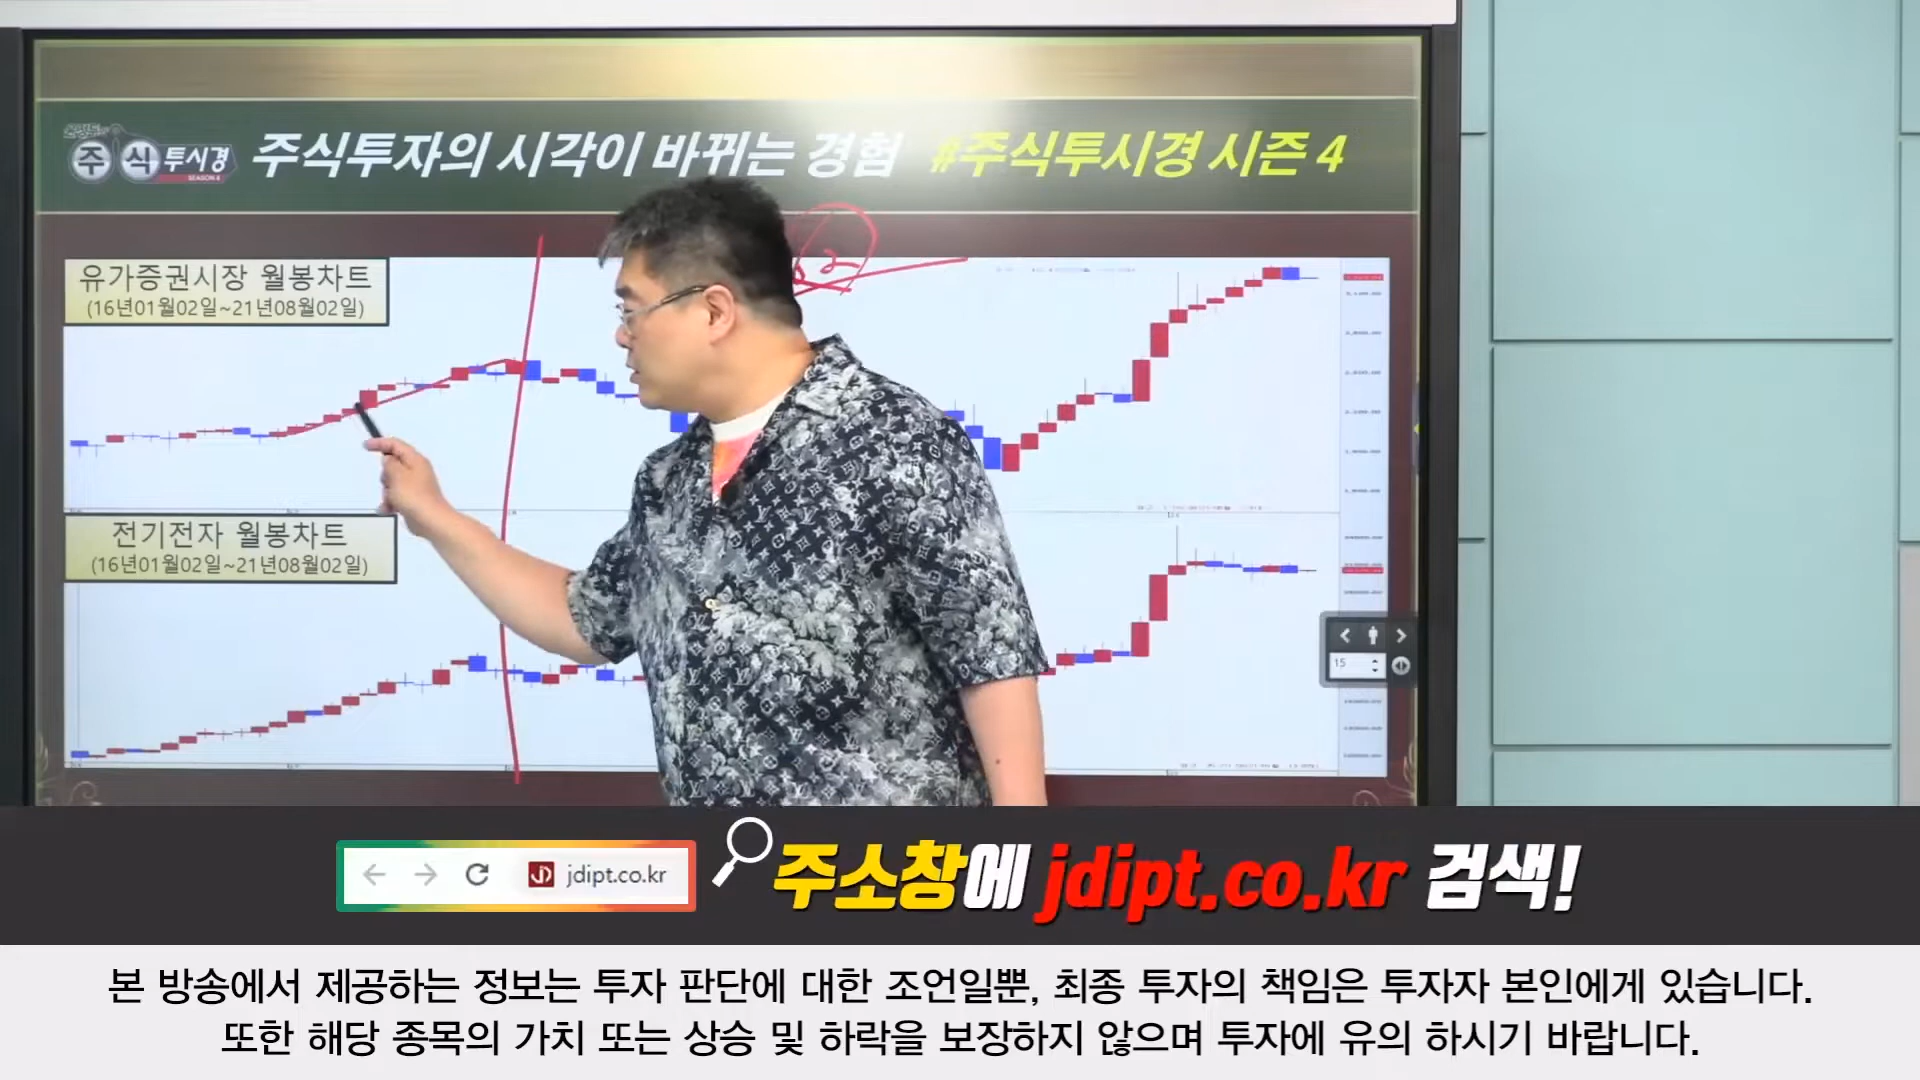 주식투시경
SEASON 4
주식투자의 시각이 바뀌는 경험 #주식투시경 시즌 4
2
유가증권시장 월봉차트
(16년01월02일~21년08월02일)
전기전자 월봉차트
(16년01월02일~21년08월02일)
15
jdipt.co.kr
주소창에 jdipt.co.kr 검색!
본 방송에서 제공하는 정보는 투자 판단에 대한 조언일뿐, 최종 투자의 책임은 투자자 본인에게 있습니다.
또한 해당 종목의 가치 또는 상승 및 하락을 보장하지 않으며 투자에 유의 하시기 바랍니다.